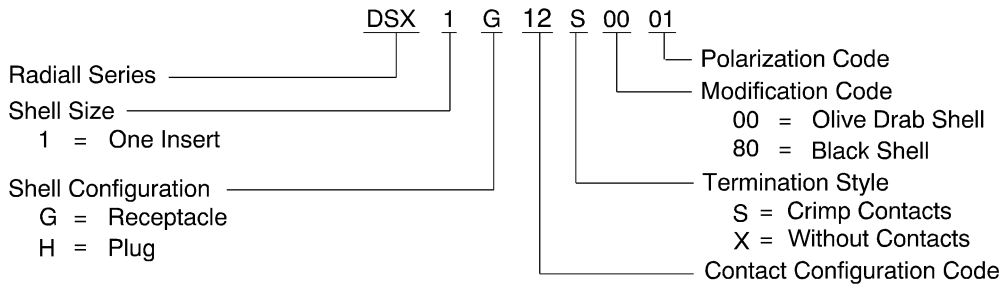 DSX 1 G 12 S 00 01
Radiall Series
Shell Size
1 = One Insert
Shell Configuration
G = Receptacle
H = Plug
Polarization Code
Modification Code
00 = Olive Drab Shell
80 = Black Shell
Termination Style
S = Crimp Contacts
X = Without Contacts
Contact Configuration Code